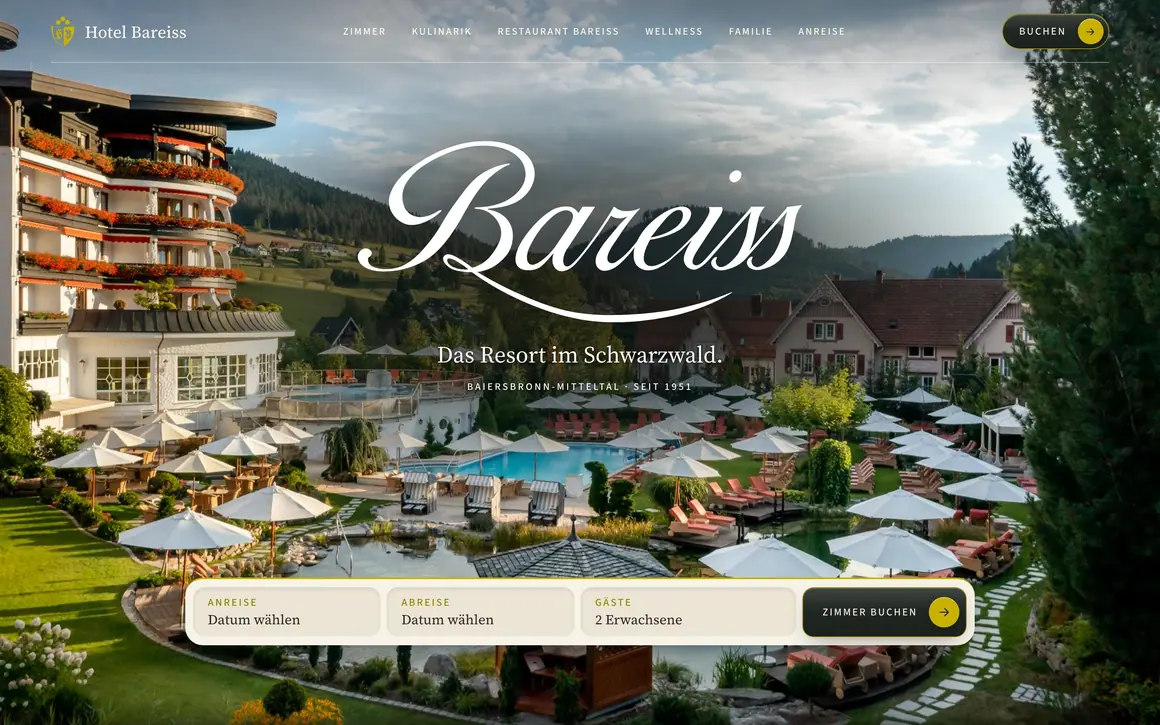 Hotel Bareiss
ZIMMER
KULINARIK
RESTAURANT BAREISS
WELLNESS
FAMILIE
ANREISE
BUCHEN
Bareiss
Das Resort im Schwarzwald.
BAIERSBRONN-MITTELTAL · SEIT 1951
ANREISE
Datum wählen
ABREISE
Datum wählen
GÄSTE
2 Erwachsene
ZIMMER BUCHEN